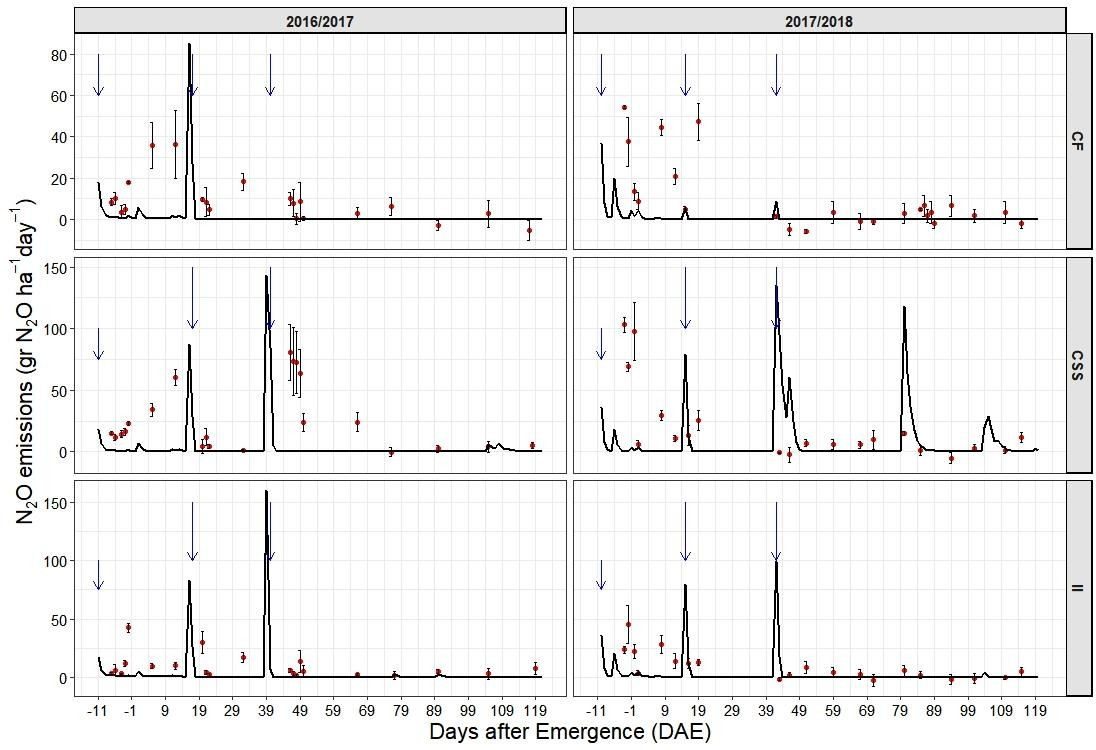 2016/2017 2017/2018
80
60
40
20
0
CF
150
100
50
0
CSS
150
100
50
0
II
N₂O emissions (gr N₂O ha⁻¹day⁻¹)
-11 -1 9 19 29 39 49 59 69 79 89 99 109 119 -11 -1 9 19 29 39 49 59 69 79 89 99 109 119
Days after Emergence (DAE)